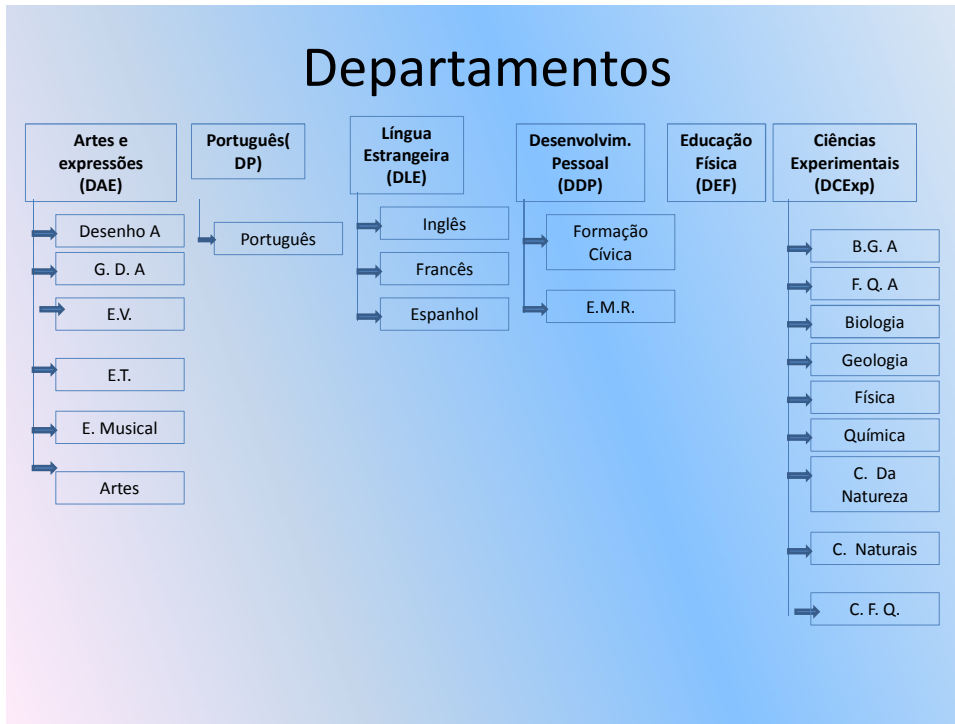 Departamentos
Artes e
expressões
(DAE)
Desenho A
G. D. A
E.V.
E.T.
E. Musical
Artes
Português(
DP)
Português
Língua
Estrangeira
(DLE)
Inglês
Francês
Espanhol
Desenvolvim.
Pessoal
(DDP)
Formação
Cívica
E.M.R.
Educação
Física
(DEF)
Ciências
Experimentais
(DCExp)
B.G. A
F. Q. A
Biologia
Geologia
Física
Química
C. Da
Natureza
C. Naturais
C. F. Q.